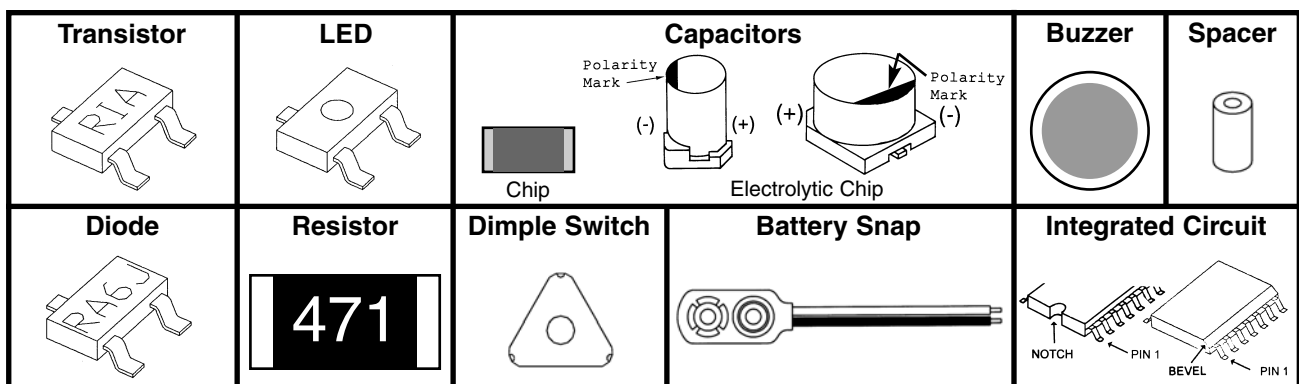 Transistor
RIA
LED
Capacitors
Polarity
Mark
(-)
(+)
Polarity
Mark
(+)
(-)
Chip
Electrolytic Chip
Buzzer
Spacer
Diode
RA6J
Resistor
471
Dimple Switch
Battery Snap
Integrated Circuit
NOTCH
PIN 1
BEVEL
PIN 1